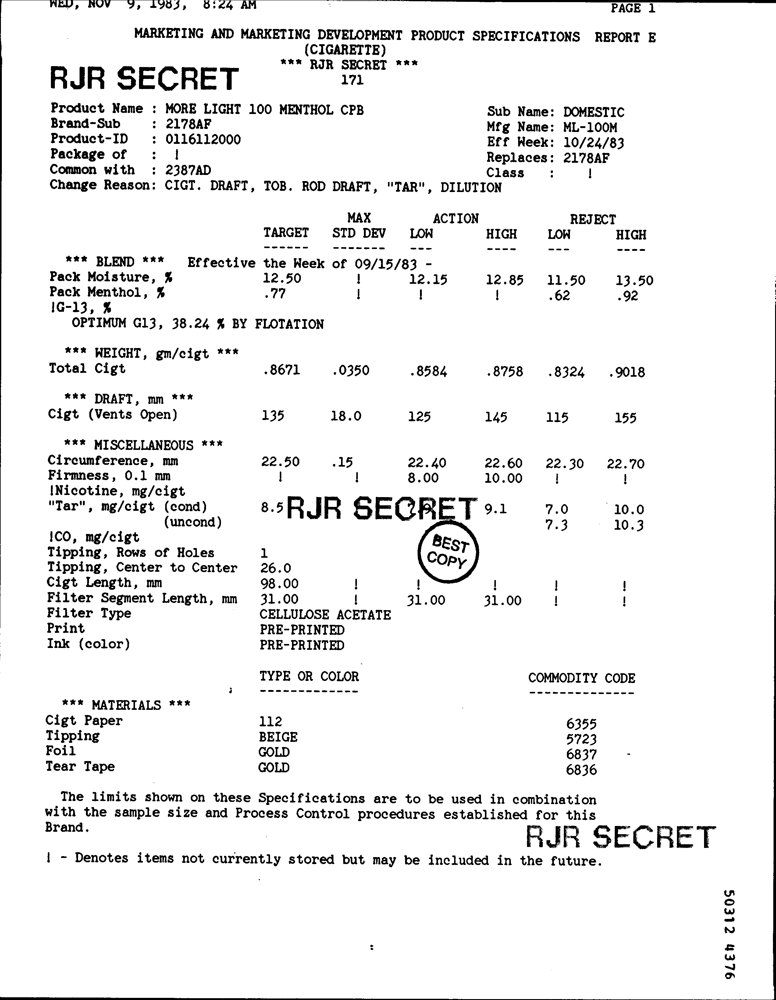 WED, NOV 9, 1983, 8:24 AM PAGE 1
MARKETING AND MARKETING DEVELOPMENT PRODUCT SPECIFICATIONS REPORT E
(CIGARETTE)
*** RJR SECRET ***
RJR SECRET 171
Product Name : MORE LIGHT 100 MENTHOL CPB Sub Name: DOMESTIC
Brand-Sub : 2178AF Mfg Name: ML-100M
Product-ID : 0116112000 Eff Week: 10/24/83
Package of : ! Replaces: 2178AF
Common with : 2387AD Class : !
Change Reason: CIGT. DRAFT, TOB. ROD DRAFT, "TAR", DILUTION
MAX ACTION REJECT
TARGET STD DEV LOW HIGH LOW HIGH
------ ------- --- ---- --- ----
*** BLEND *** Effective the Week of 09/15/83 -
Pack Moisture, % 12.50 ! 12.15 12.85 11.50 13.50
Pack Menthol, % .77 ! ! ! .62 .92
!G-13, %
OPTIMUM G13, 38.24 % BY FLOTATION
*** WEIGHT, gm/cigt ***
Total Cigt .8671 .0350 .8584 .8758 .8324 .9018
*** DRAFT, mm ***
Cigt (Vents Open) 135 18.0 125 145 115 155
*** MISCELLANEOUS ***
Circumference, mm 22.50 .15 22.40 22.60 22.30 22.70
Firmness, 0.1 mm ! ! 8.00 10.00 ! !
!Nicotine, mg/cigt
"Tar", mg/cigt (cond) 8.5 RJR SECRET 9.1 7.0 10.0
(uncond) 7.3 10.3
!CO, mg/cigt
BEST COPY
Tipping, Rows of Holes 1
Tipping, Center to Center 26.0
Cigt Length, mm 98.00 ! ! ! ! !
Filter Segment Length, mm 31.00 ! 31.00 31.00 ! !
Filter Type CELLULOSE ACETATE
Print PRE-PRINTED
Ink (color) PRE-PRINTED
TYPE OR COLOR COMMODITY CODE
------------- --------------
*** MATERIALS ***
Cigt Paper 112 6355
Tipping BEIGE 5723
Foil GOLD 6837
Tear Tape GOLD 6836
The limits shown on these Specifications are to be used in combination
with the sample size and Process Control procedures established for this
Brand.
RJR SECRET
! - Denotes items not currently stored but may be included in the future.
50312 4376